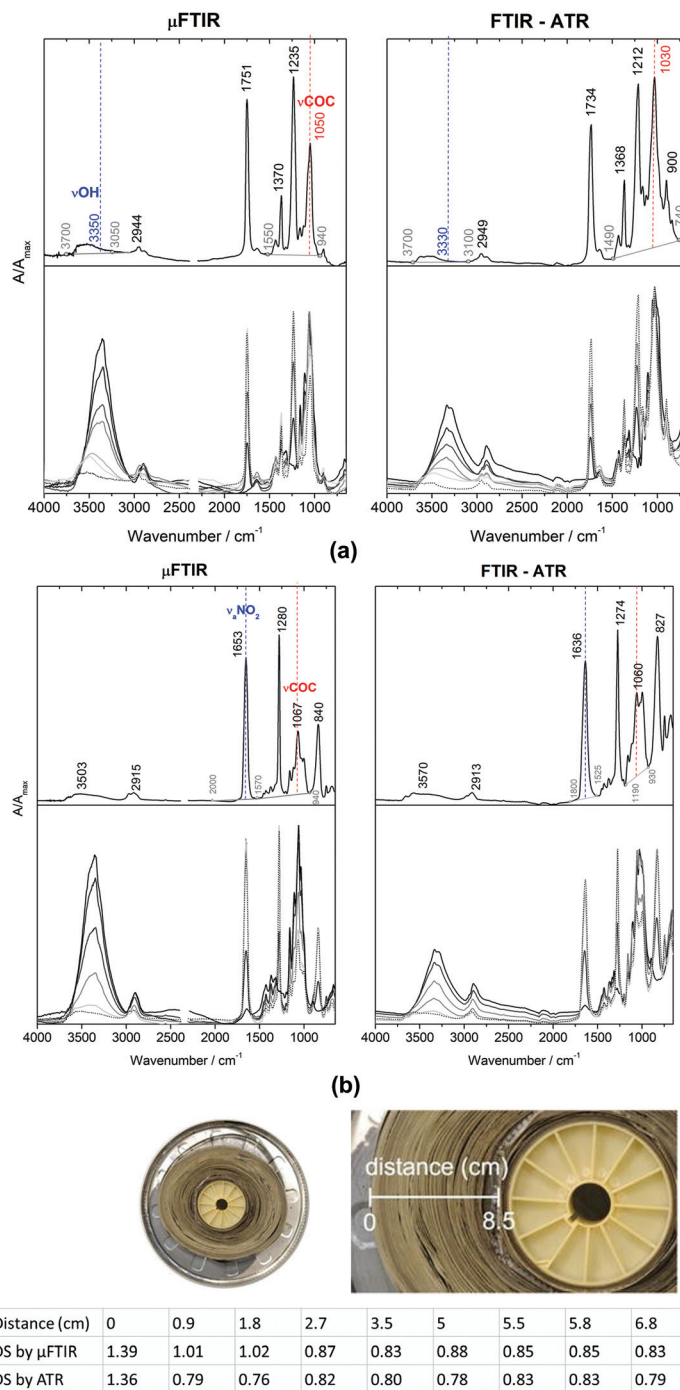 μFTIR
FTIR - ATR
A/Amax
3700
νOH
3350
3050
2944
1751
1550
1370
1235
νCOC
1050
940
3700
3330
3100
2949
1734
1490
1368
1212
1030
900
740
4000 3500 3000 2500 2000 1500 1000
4000 3500 3000 2500 2000 1500 1000
Wavenumber / cm-1
Wavenumber / cm-1
(a)
μFTIR
FTIR - ATR
A/Amax
3503
2915
2000
νaNO2
1653
1570
1280
νCOC
1067
940
840
3570
2913
1800
1636
1525
1274
1190
1060
930
827
4000 3500 3000 2500 2000 1500 1000
4000 3500 3000 2500 2000 1500 1000
Wavenumber / cm-1
Wavenumber / cm-1
(b)
distance (cm)
0 8.5
Distance (cm) 0 0.9 1.8 2.7 3.5 5 5.5 5.8 6.8
DS by μFTIR 1.39 1.01 1.02 0.87 0.83 0.88 0.85 0.85 0.83
DS by ATR 1.36 0.79 0.76 0.82 0.80 0.78 0.83 0.83 0.79